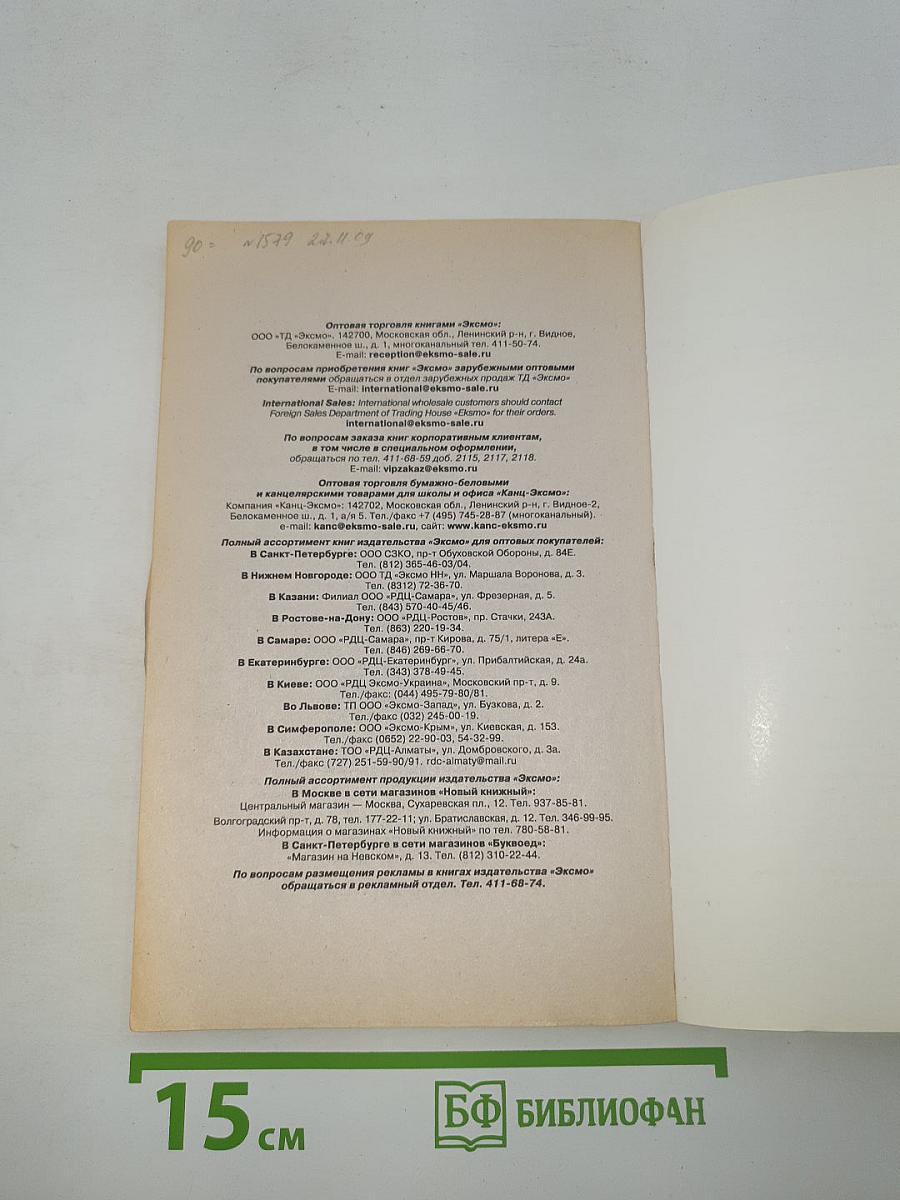 90= N1579 27.11.09
Оптовая торговля книгами «Эксмо»:
ООО «ТД «Эксмо». 142700, Московская обл., Ленинский р-н, г. Видное,
Белокаменное ш., д. 1, многоканальный тел. 411-50-74.
E-mail: reception@eksmo-sale.ru
По вопросам приобретения книг «Эксмо» зарубежными оптовыми
покупателями обращаться в отдел зарубежных продаж ТД «Эксмо»
E-mail: international@eksmo-sale.ru
International Sales: International wholesale customers should contact
Foreign Sales Department of Trading House «Eksmo» for their orders.
international@eksmo-sale.ru
По вопросам заказа книг корпоративным клиентам,
в том числе в специальном оформлении,
обращаться по тел. 411-68-59 доб. 2115, 2117, 2118.
E-mail: vipzakaz@eksmo.ru
Оптовая торговля бумажно-беловыми
и канцелярскими товарами для школы и офиса «Канц-Эксмо»:
Компания «Канц-Эксмо»: 142702, Московская обл., Ленинский р-н, г. Видное-2,
Белокаменное ш., д. 1, а/я 5. Тел./факс +7 (495) 745-28-87 (многоканальный).
e-mail: kanc@eksmo-sale.ru, сайт: www.kanc-eksmo.ru
Полный ассортимент книг издательства «Эксмо» для оптовых покупателей:
В Санкт-Петербурге: ООО СЗКО, пр-т Обуховской Обороны, д. 84Е.
Тел. (812) 365-46-03/04.
В Нижнем Новгороде: ООО ТД «Эксмо НН», ул. Маршала Воронова, д. 3.
Тел. (8312) 72-36-70.
В Казани: Филиал ООО «РДЦ-Самара», ул. Фрезерная, д. 5.
Тел. (843) 570-40-45/46.
В Ростове-на-Дону: ООО «РДЦ-Ростов», пр. Стачки, 243А.
Тел. (863) 220-19-34.
В Самаре: ООО «РДЦ-Самара», пр-т Кирова, д. 75/1, литера «Е».
Тел. (846) 269-66-70.
В Екатеринбурге: ООО «РДЦ-Екатеринбург», ул. Прибалтийская, д. 24а.
Тел. (343) 378-49-45.
В Киеве: ООО «РДЦ Эксмо-Украина», Московский пр-т, д. 9.
Тел./факс: (044) 495-79-80/81.
Во Львове: ТП ООО «Эксмо-Запад», ул. Бузкова, д. 2.
Тел./факс (032) 245-00-19.
В Симферополе: ООО «Эксмо-Крым», ул. Киевская, д. 153.
Тел./факс (0652) 22-90-03, 54-32-99.
В Казахстане: ТОО «РДЦ-Алматы», ул. Домбровского, д. 3а.
Тел./факс (727) 251-59-90/91. rdc-almaty@mail.ru
Полный ассортимент продукции издательства «Эксмо»:
В Москве в сети магазинов «Новый книжный»:
Центральный магазин — Москва, Сухаревская пл., 12. Тел. 937-85-81.
Волгоградский пр-т, д. 78, тел. 177-22-11; ул. Братиславская, д. 12. Тел. 346-99-95.
Информация о магазинах «Новый книжный» по тел. 780-58-81.
В Санкт-Петербурге в сети магазинов «Буквоед»:
«Магазин на Невском», д. 13. Тел. (812) 310-22-44.
По вопросам размещения рекламы в книгах издательства «Эксмо»
обращаться в рекламный отдел. Тел. 411-68-74.
15 см БФ БИБЛИОФАН